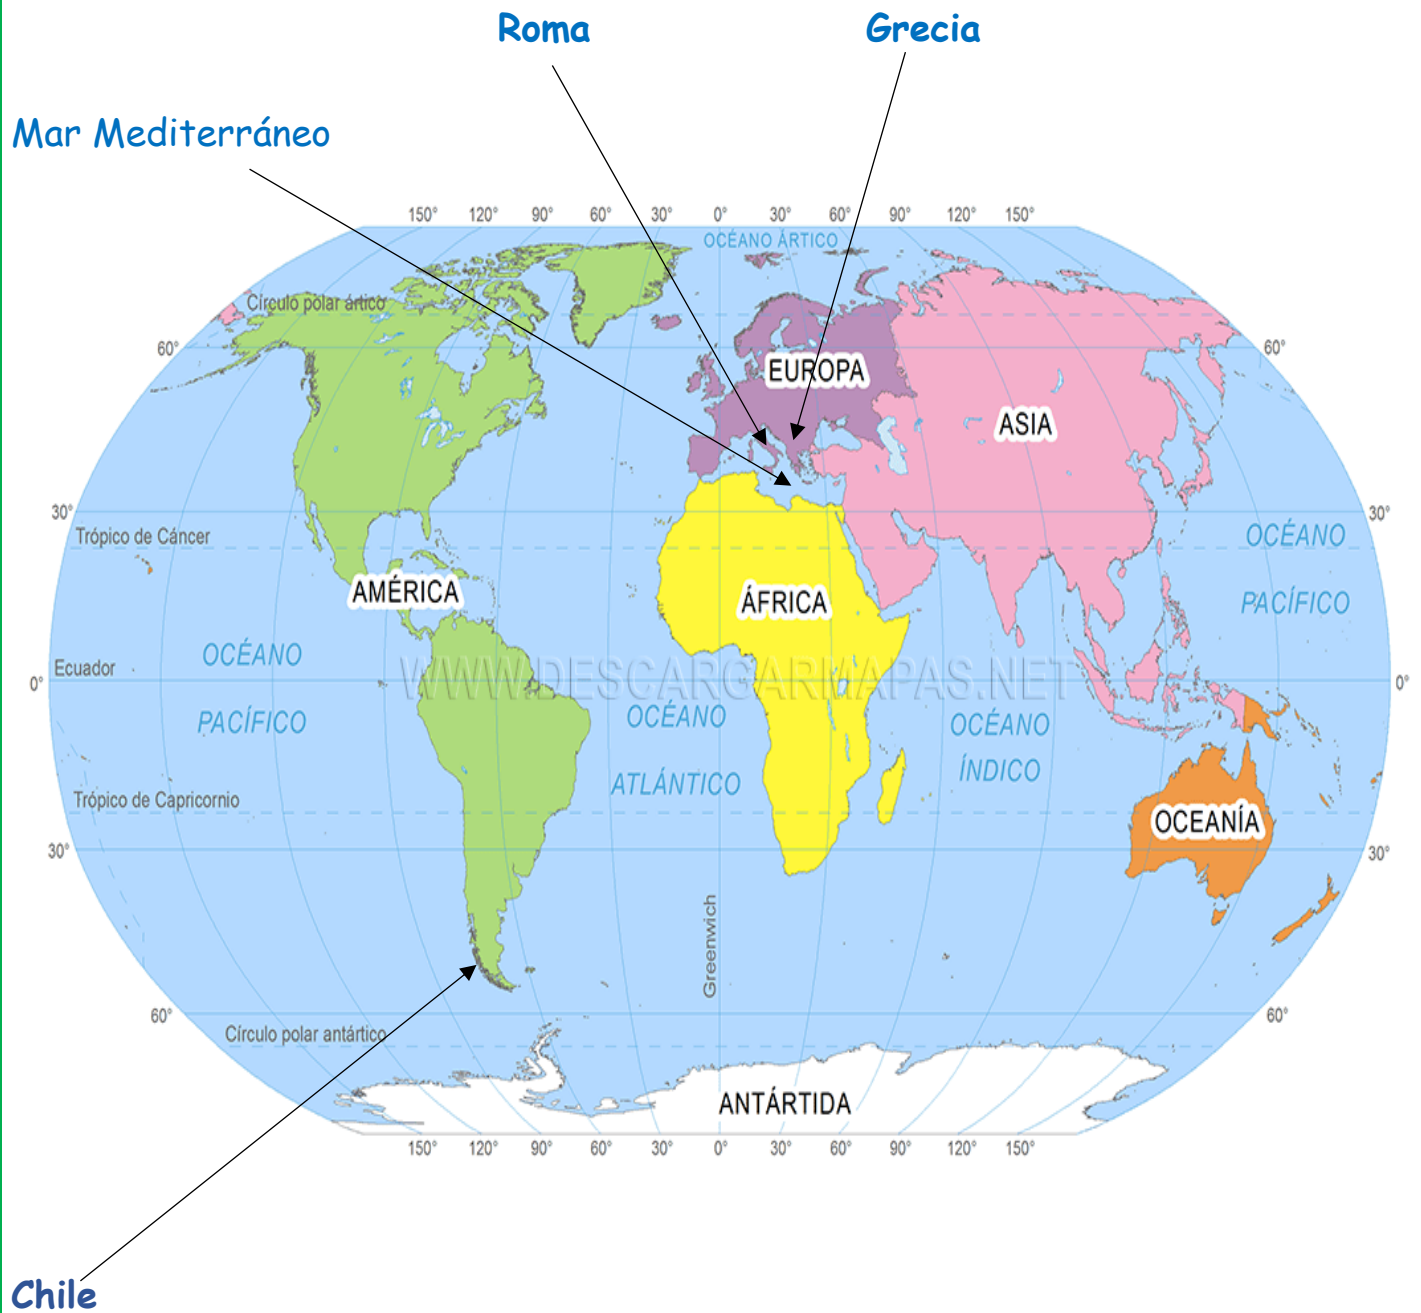 Roma
Grecia
Mar Mediterráneo
150° 120° 90° 60° 30° 0° 30° 60° 90° 120° 150°
OCÉANO ÁRTICO
Círculo polar ártico
60°
60°
EUROPA
ASIA
30°
30°
Trópico de Cáncer
OCÉANO
PACÍFICO
AMÉRICA
ÁFRICA
OCÉANO
PACÍFICO
Ecuador
0°
0°
WWW.DESCARGARMAPAS.NET
OCÉANO
ATLÁNTICO
OCÉANO
ÍNDICO
Trópico de Capricornio
OCEANÍA
30°
30°
Greenwich
60°
60°
Círculo polar antártico
ANTÁRTIDA
150° 120° 90° 60° 30° 0° 30° 60° 90° 120° 150°
Chile